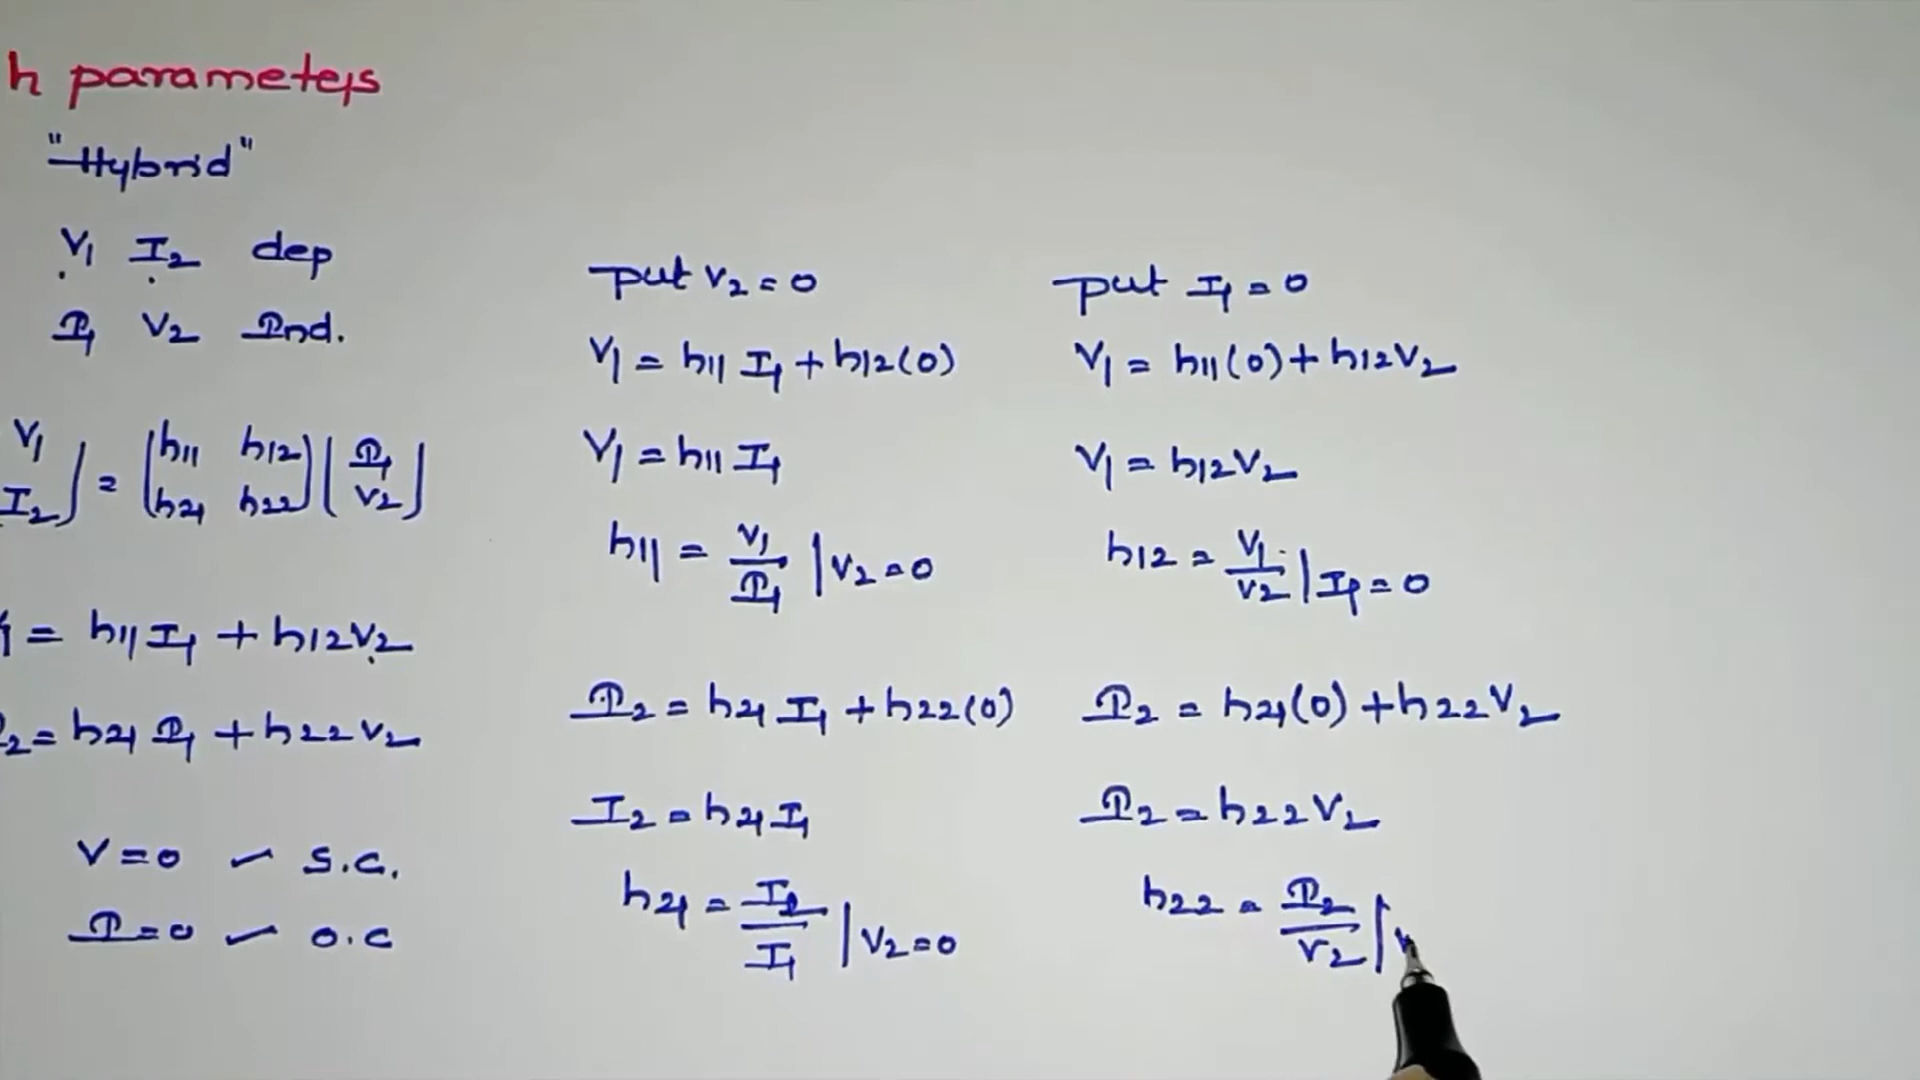 h parameters
"Hybrid"
V1 I2 dep
I1 V2 Ind.
V1
I2] = [h11 h12
h21 h22] [I1
V2]
= h11 I1 + h12V2
2 = h21 I1 + h22 V2
V=0 - S.C.
I=0 - O.C
put V2=0
V1 = h11 I1 + h12(0)
V1 = h11 I1
h11 = V1/I1 | V2=0
I2 = h21 I1 + h22(0)
I2 = h21 I1
h21 = I2/I1 | V2=0
put I1=0
V1 = h11(0) + h12V2
V1 = h12V2
h12 = V1/V2 | I1=0
I2 = h21(0) + h22V2
I2 = h22V2
h22 = I2/V2 |